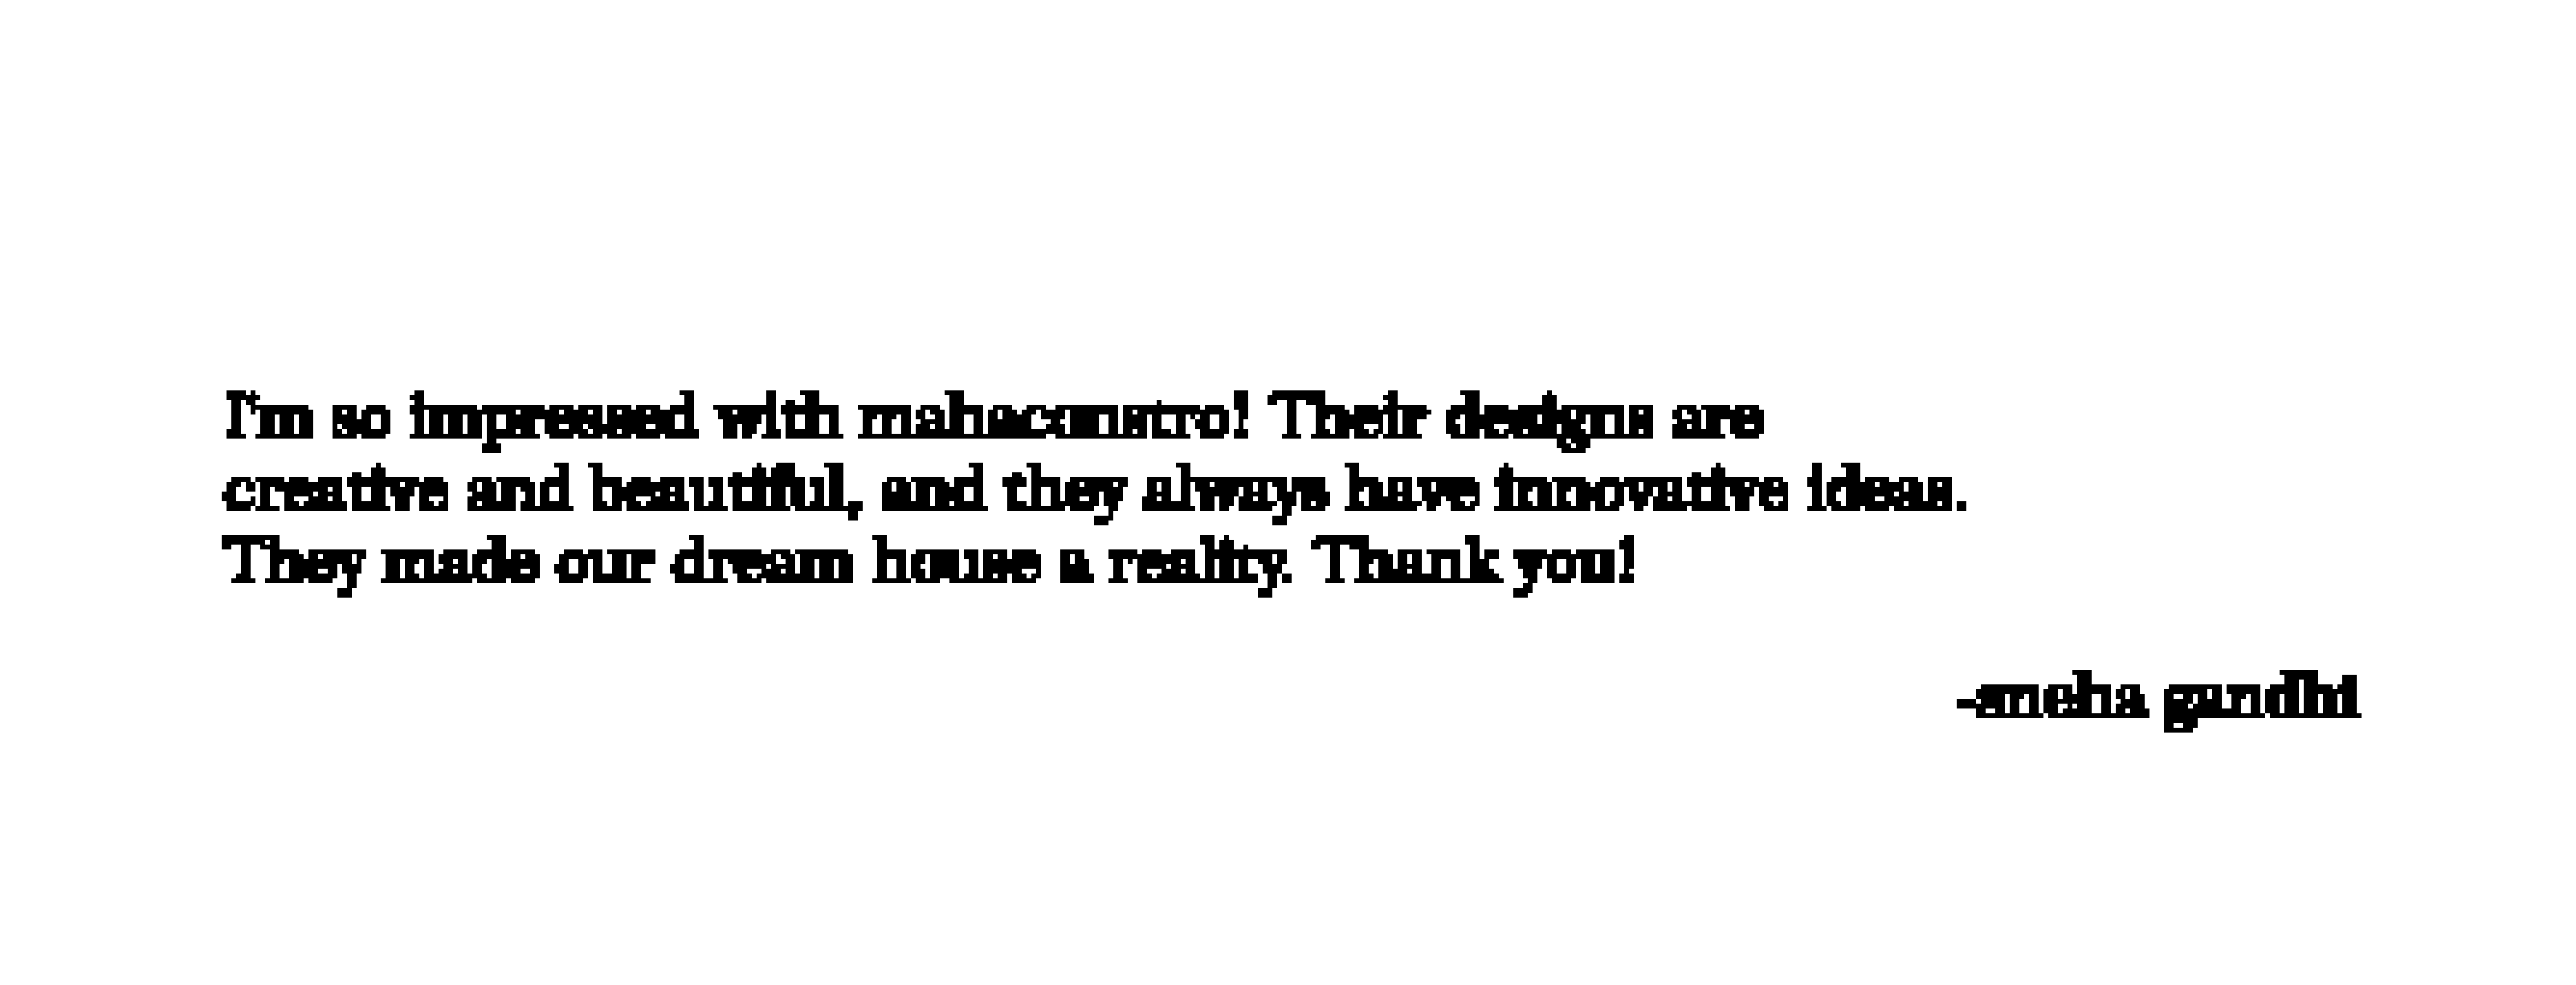 I'm so impressed with mahaconstro! Their designs are
creative and beautiful, and they always have innovative ideas.
They made our dream house a reality. Thank you!
-sneha gandhi